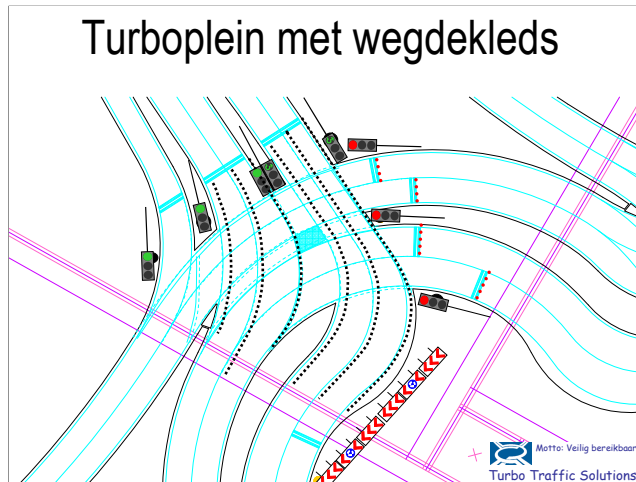 Turboplein met wegdekleds
Motto: Veilig bereikbaar
Turbo Traffic Solutions